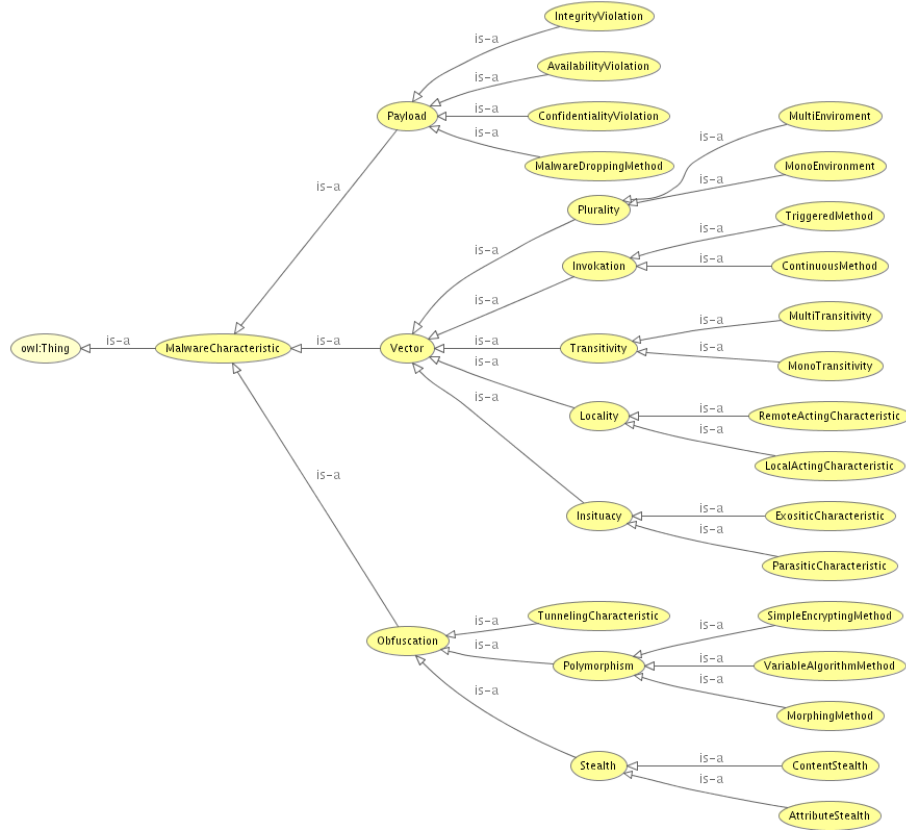 IntegrityViolation
is-a
AvailabilityViolation
is-a
Payload
is-a
ConfidentialityViolation
is-a
MalwareDroppingMethod
is-a
MultiEnviroment
is-a
MonoEnvironment
is-a
Plurality
is-a
TriggeredMethod
is-a
Invokation
is-a
ContinuousMethod
is-a
MultiTransitivity
is-a
owl:Thing
is-a
MalwareCharacteristic
is-a
Vector
is-a
Transitivity
is-a
MonoTransitivity
is-a
Locality
is-a
RemoteActingCharacteristic
is-a
LocalActingCharacteristic
is-a
Insituacy
is-a
ExositicCharacteristic
is-a
ParasiticCharacteristic
is-a
Obfuscation
is-a
TunnelingCharacteristic
is-a
SimpleEncryptingMethod
is-a
Polymorphism
is-a
VariableAlgorithmMethod
is-a
MorphingMethod
is-a
Stealth
is-a
ContentStealth
is-a
AttributeStealth